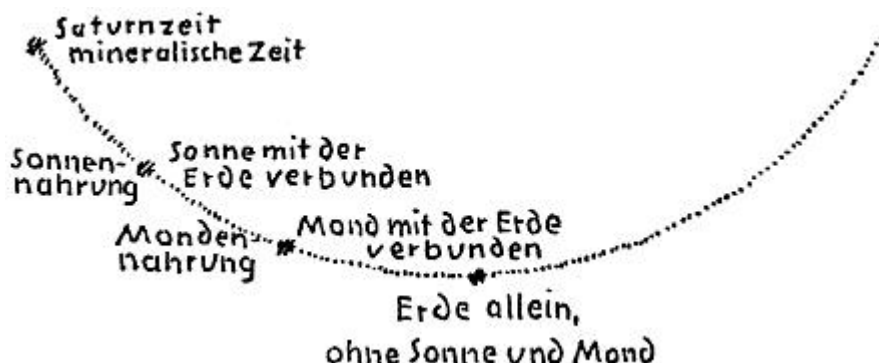 Saturnzeit
mineralische Zeit
Sonnen-
nahrung
Sonne mit der
Erde verbunden
Monden-
nahrung
Mond mit der Erde
verbunden
Erde allein,
ohne Sonne und Mond